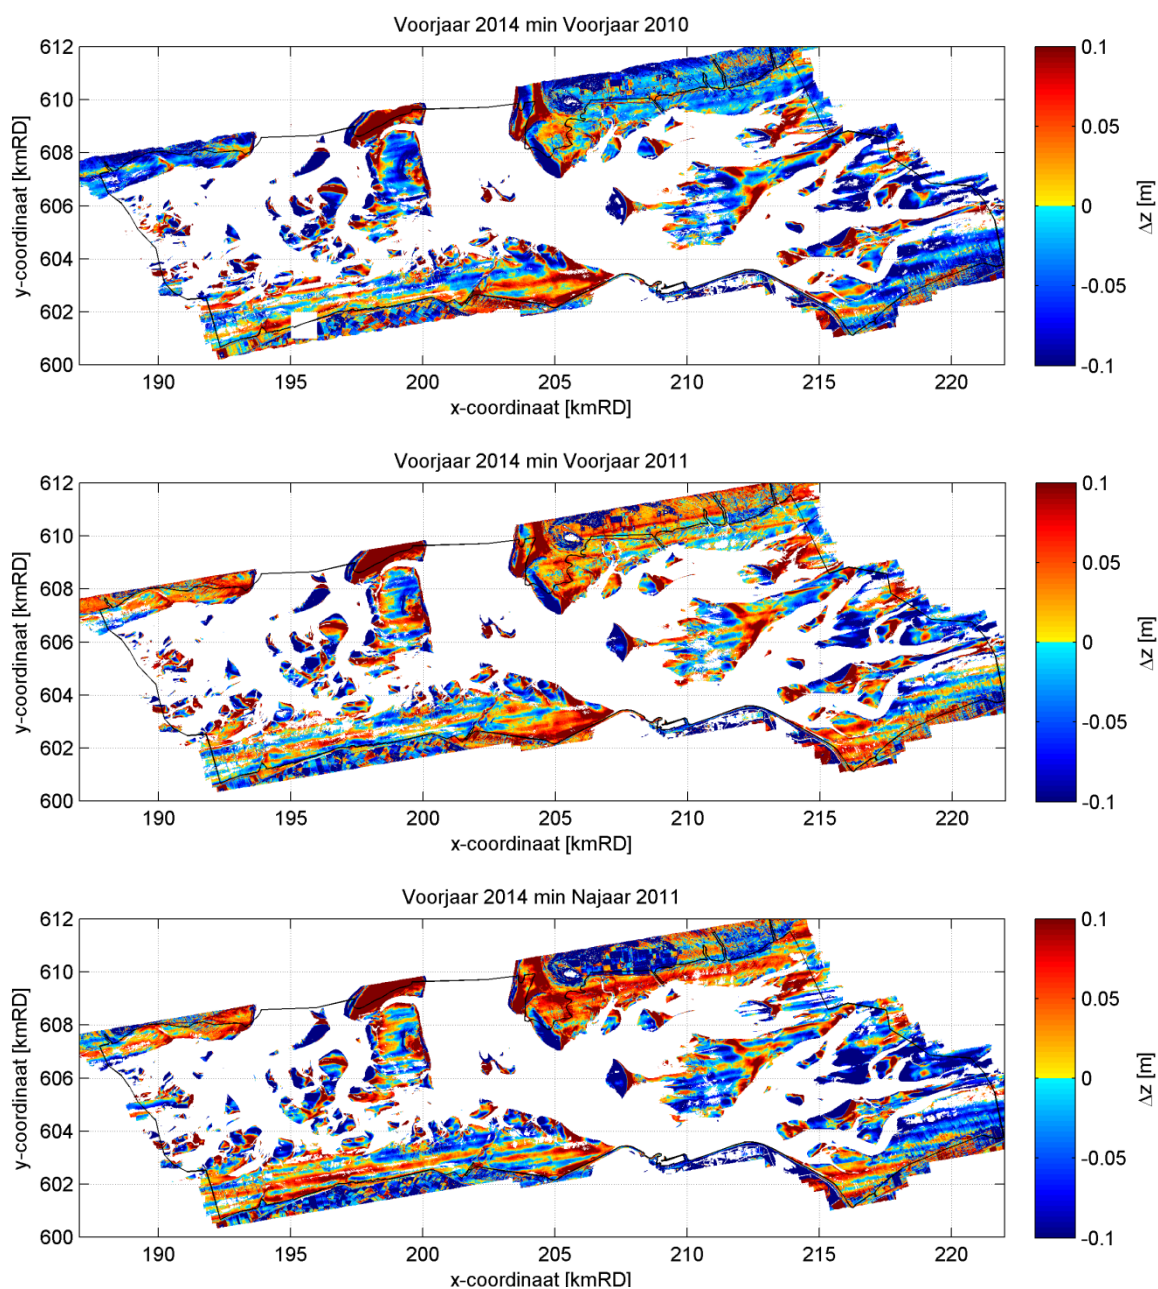 Voorjaar 2014 min Voorjaar 2010
612
610
608
606
604
602
600
y-coordinaat [kmRD]
190 195 200 205 210 215 220
x-coordinaat [kmRD]
0.1
0.05
0
-0.05
-0.1
Δz [m]
Voorjaar 2014 min Voorjaar 2011
612
610
608
606
604
602
600
y-coordinaat [kmRD]
190 195 200 205 210 215 220
x-coordinaat [kmRD]
0.1
0.05
0
-0.05
-0.1
Δz [m]
Voorjaar 2014 min Najaar 2011
612
610
608
606
604
602
600
y-coordinaat [kmRD]
190 195 200 205 210 215 220
x-coordinaat [kmRD]
0.1
0.05
0
-0.05
-0.1
Δz [m]